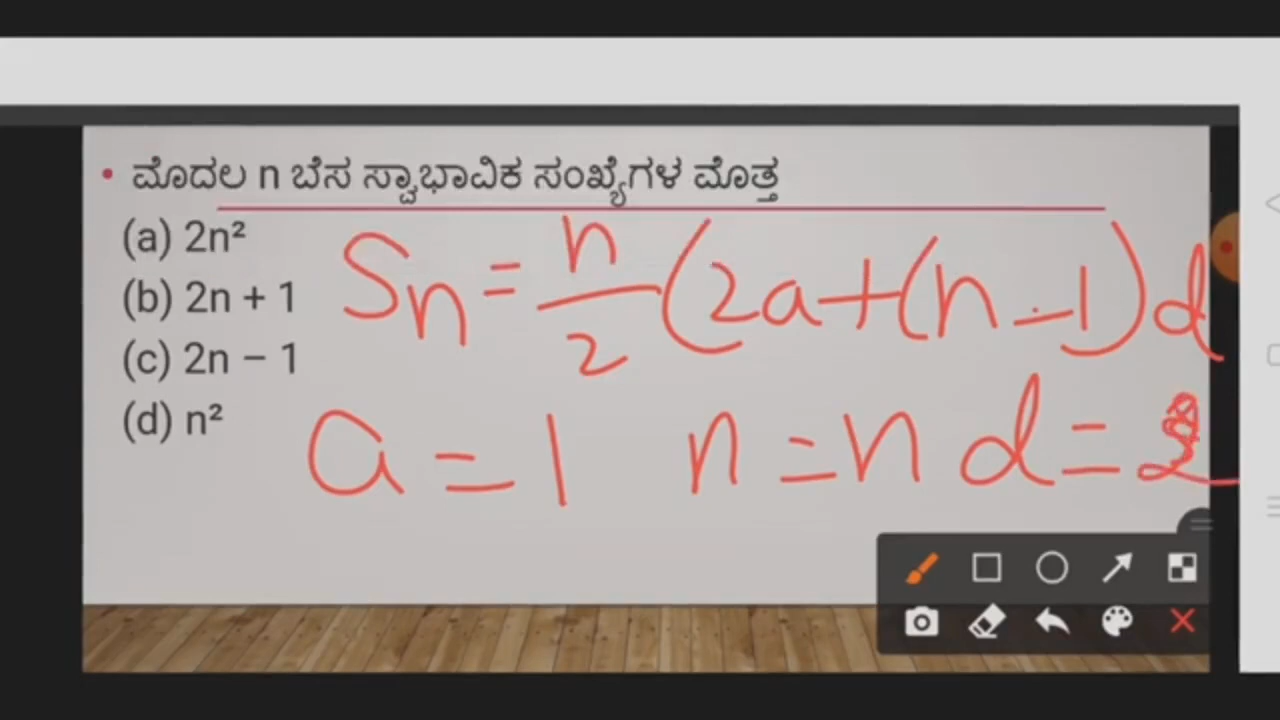 • ಮೊದಲ n ಬೆಸ ಸ್ವಾಭಾವಿಕ ಸಂಖ್ಯೆಗಳ ಮೊತ್ತ
(a) 2n²
(b) 2n + 1
(c) 2n – 1
(d) n²
Sn = n/2 (2a+(n-1)d
a = 1 n = n d = 2